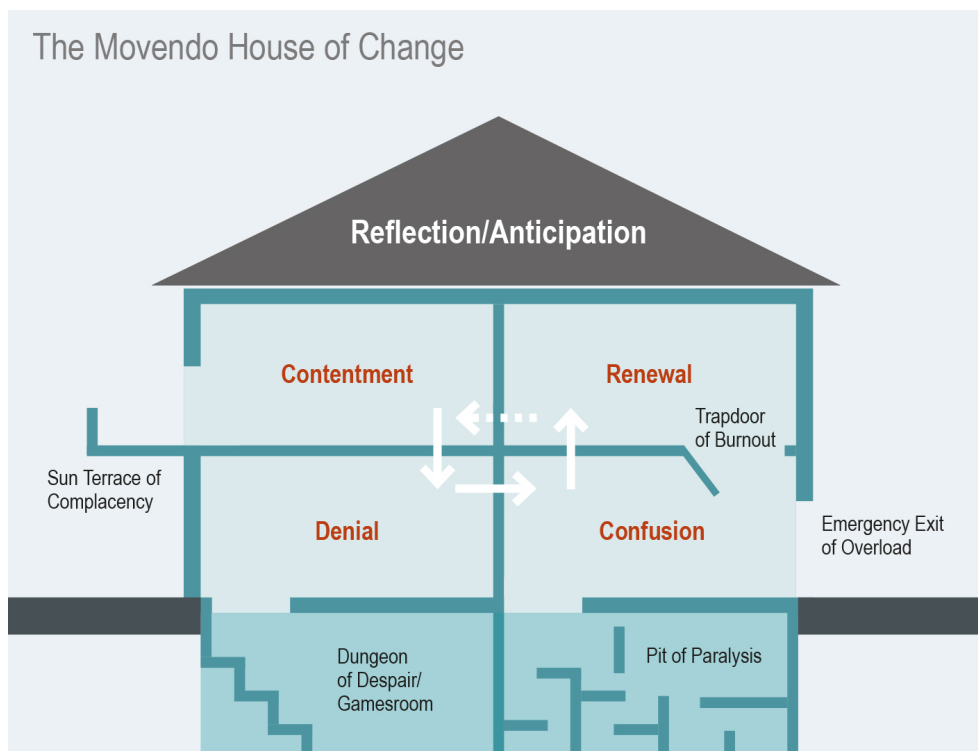 The Movendo House of Change
Reflection/Anticipation
Contentment
Renewal
Trapdoor
of Burnout
Sun Terrace of
Complacency
Denial
Confusion
Emergency Exit
of Overload
Dungeon
of Despair/
Gamesroom
Pit of Paralysis